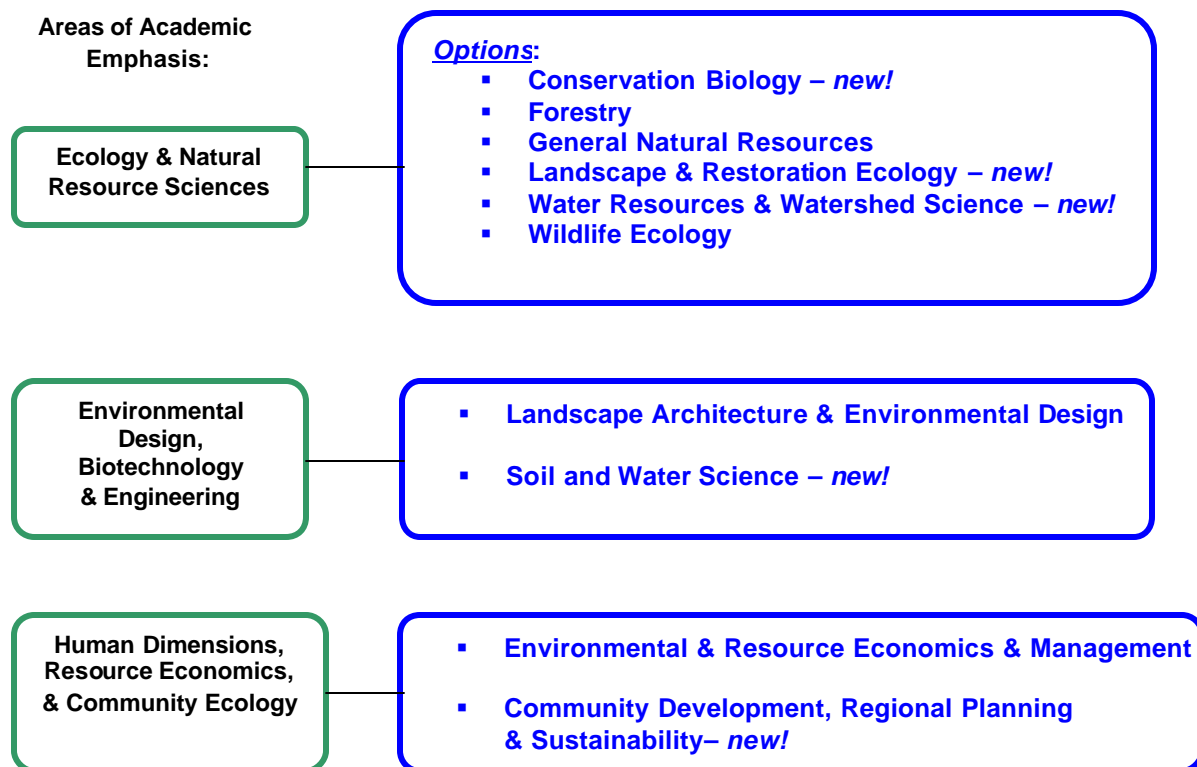 Areas of Academic
Emphasis:
Options:
▪ Conservation Biology – new!
▪ Forestry
▪ General Natural Resources
▪ Landscape & Restoration Ecology – new!
▪ Water Resources & Watershed Science – new!
▪ Wildlife Ecology
Ecology & Natural
Resource Sciences
Environmental
Design,
Biotechnology
& Engineering
▪ Landscape Architecture & Environmental Design
▪ Soil and Water Science – new!
Human Dimensions,
Resource Economics,
& Community Ecology
▪ Environmental & Resource Economics & Management
▪ Community Development, Regional Planning
& Sustainability– new!